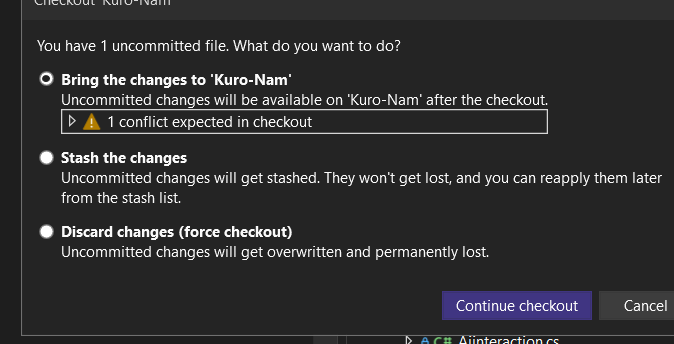 Checkout 'Kuro-Nam'
You have 1 uncommitted file. What do you want to do?
Bring the changes to 'Kuro-Nam'
Uncommitted changes will be available on 'Kuro-Nam' after the checkout.
1 conflict expected in checkout
Stash the changes
Uncommitted changes will get stashed. They won't get lost, and you can reapply them later
from the stash list.
Discard changes (force checkout)
Uncommitted changes will get overwritten and permanently lost.
Continue checkout
Cancel
C# Aiinteraction.cs